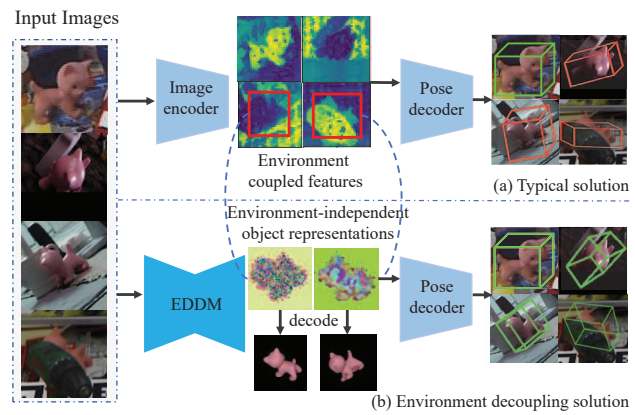 Input Images
Image
encoder
Environment
coupled features
Pose
decoder
(a) Typical solution
Environment-independent
object representations
EDDM
decode
Pose
decoder
(b) Environment decoupling solution